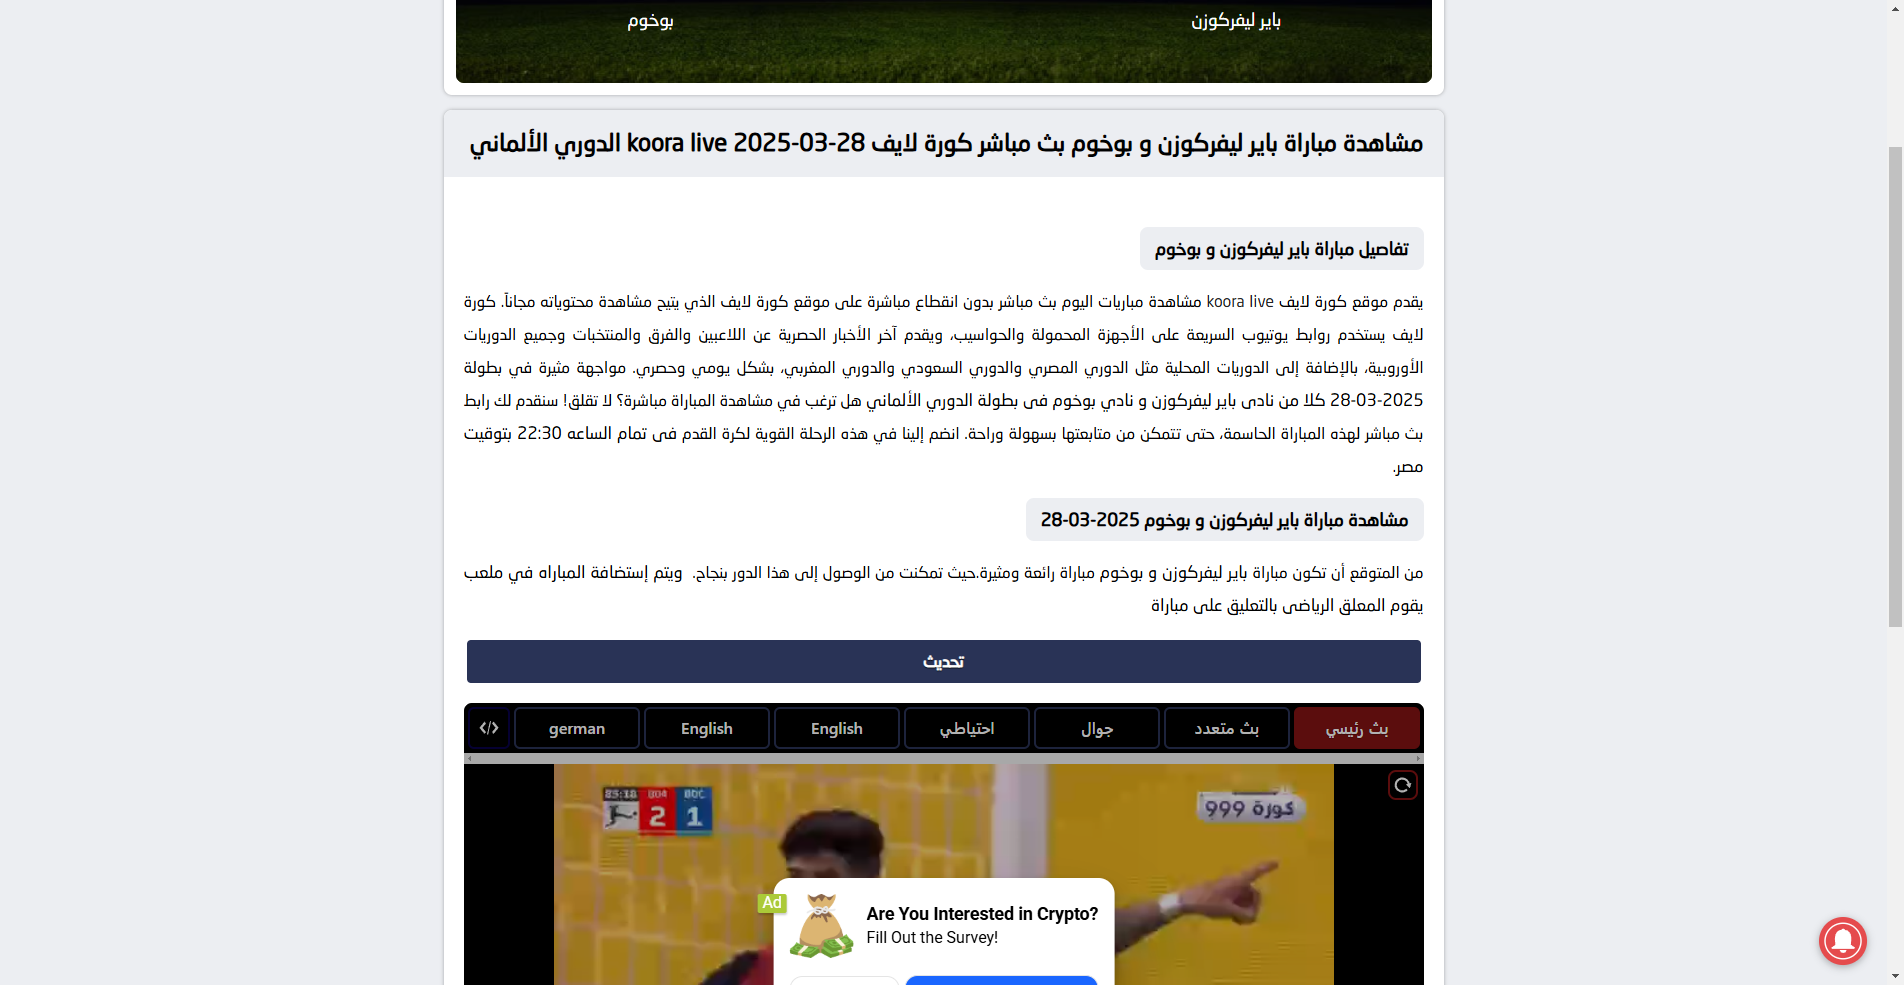 باير ليفركوزن
بوخوم
مشاهدة مباراة باير ليفركوزن و بوخوم بث مباشر كورة لايف koora live 2025-03-28 الدوري الألماني
تفاصيل مباراة باير ليفركوزن و بوخوم
يقدم موقع كورة لايف koora live مشاهدة مباريات اليوم بث مباشر بدون انقطاع مباشرة على موقع كورة لايف الذي يتيح مشاهدة محتوياته مجاناً. كورة
لايف يستخدم روابط يوتيوب السريعة على الأجهزة المحمولة والحواسيب، ويقدم آخر الأخبار الحصرية عن اللاعبين والفرق والمنتخبات وجميع الدوريات
الأوروبية، بالإضافة إلى الدوريات المحلية مثل الدوري المصري والدوري السعودي والدوري المغربي، بشكل يومي وحصري. مواجهة مثيرة في بطولة
28-03-2025 كلا من نادى باير ليفركوزن و نادي بوخوم فى بطولة الدوري الألماني هل ترغب في مشاهدة المباراة مباشرة؟ لا تقلق! سنقدم لك رابط
بث مباشر لهذه المباراة الحاسمة، حتى تتمكن من متابعتها بسهولة وراحة. انضم إلينا في هذه الرحلة القوية لكرة القدم فى تمام الساعه 22:30 بتوقيت
مصر.
مشاهدة مباراة باير ليفركوزن و بوخوم 2025-03-28
من المتوقع أن تكون مباراة باير ليفركوزن و بوخوم مباراة رائعة ومثيرة.حيث تمكنت من الوصول إلى هذا الدور بنجاح. ويتم إستضافة المباراه في ملعب
يقوم المعلق الرياضى بالتعليق على مباراة
تحديث
بث رئيسي
بث متعدد
جوال
احتياطي
English
English
german
</>
85:18 B04 BOC
2 1
كورة 999
Ad
Are You Interested in Crypto?
Fill Out the Survey!